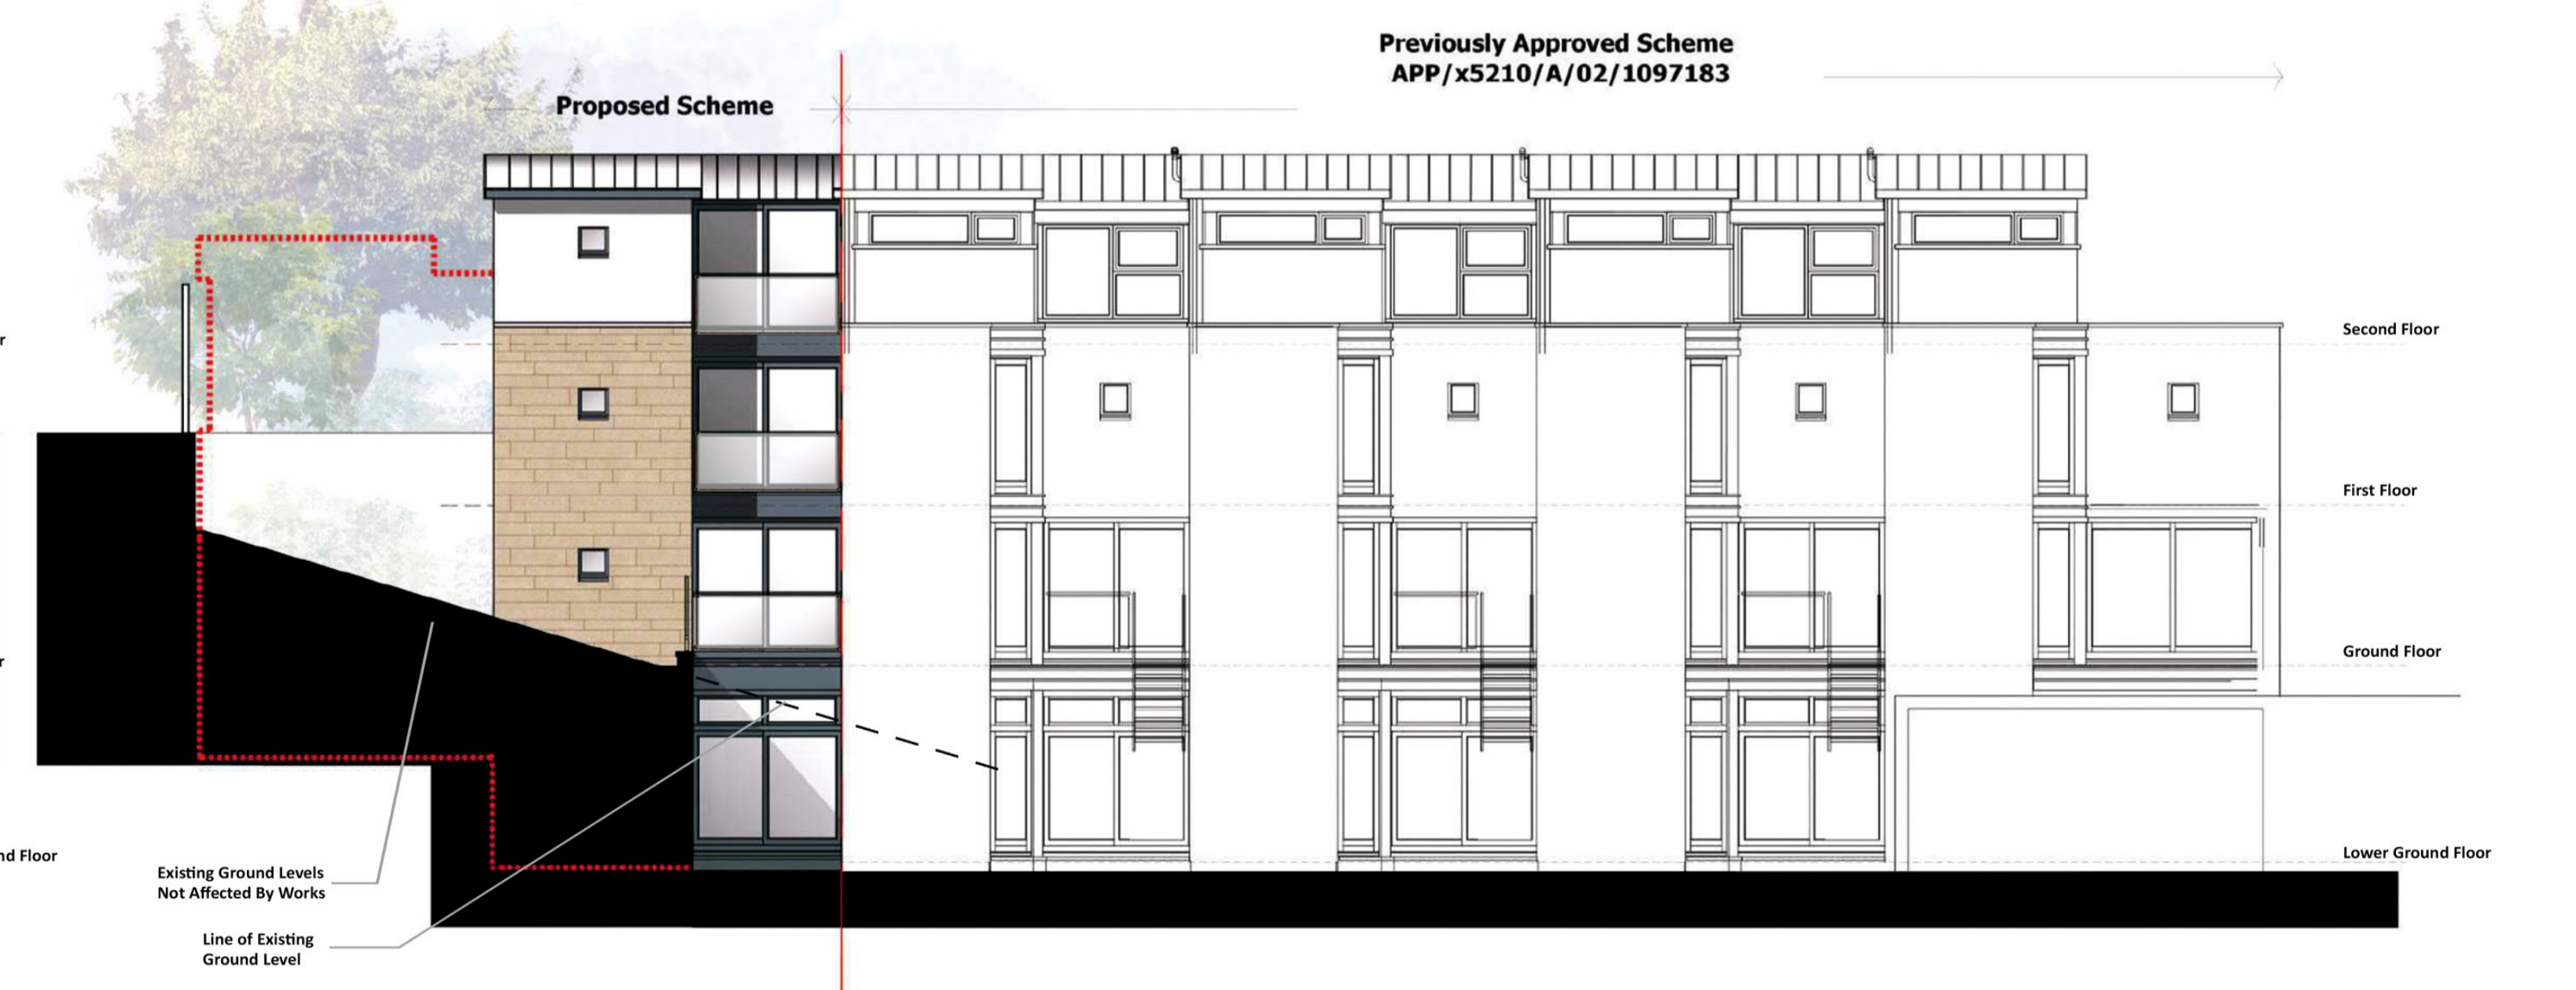 Previously Approved Scheme
APP/x5210/A/02/1097183
Proposed Scheme
Second Floor
First Floor
Ground Floor
Lower Ground Floor
nd Floor
Existing Ground Levels
Not Affected By Works
Line of Existing
Ground Level